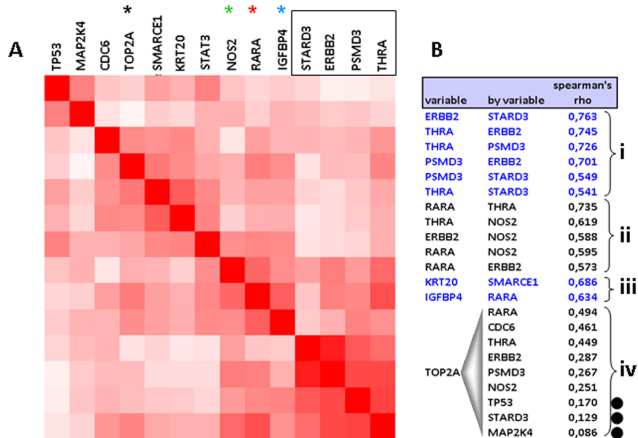 A
* * * *
TP53 MAP2K4 CDC6 TOP2A SMARCE1 KRT20 STAT3 NOS2 RARA IGFBP4 STARD3 ERBB2 PSMD3 THRA
B
variable by variable spearman's rho
ERBB2 STARD3 0,763
THRA ERBB2 0,745
THRA PSMD3 0,726
PSMD3 ERBB2 0,701
PSMD3 STARD3 0,549
THRA STARD3 0,541
i
RARA THRA 0,735
THRA NOS2 0,619
ERBB2 NOS2 0,588
RARA NOS2 0,595
RARA ERBB2 0,573
ii
KRT20 SMARCE1 0,686
IGFBP4 RARA 0,634
iii
TOP2A
RARA 0,494
CDC6 0,461
THRA 0,449
ERBB2 0,287
PSMD3 0,267
NOS2 0,251
TP53 0,170
STARD3 0,129
MAP2K4 0,086
iv